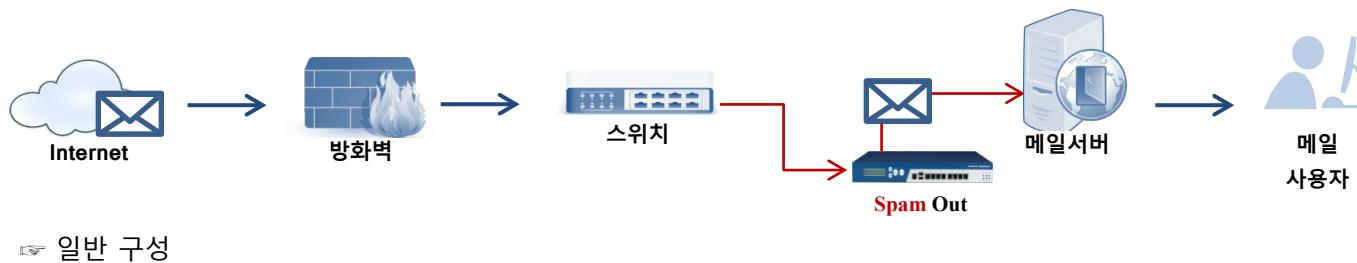 Internet
방화벽
스위치
Spam Out
메일서버
메일
사용자
☞ 일반 구성